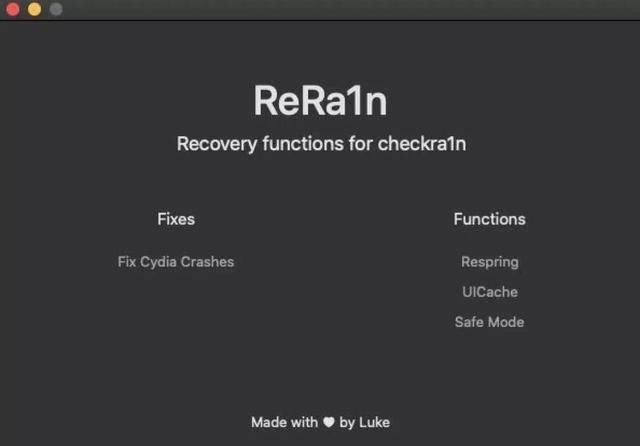 ReRa1n
Recovery functions for checkra1n
Fixes
Fix Cydia Crashes
Functions
Respring
UICache
Safe Mode
Made with ♥ by Luke